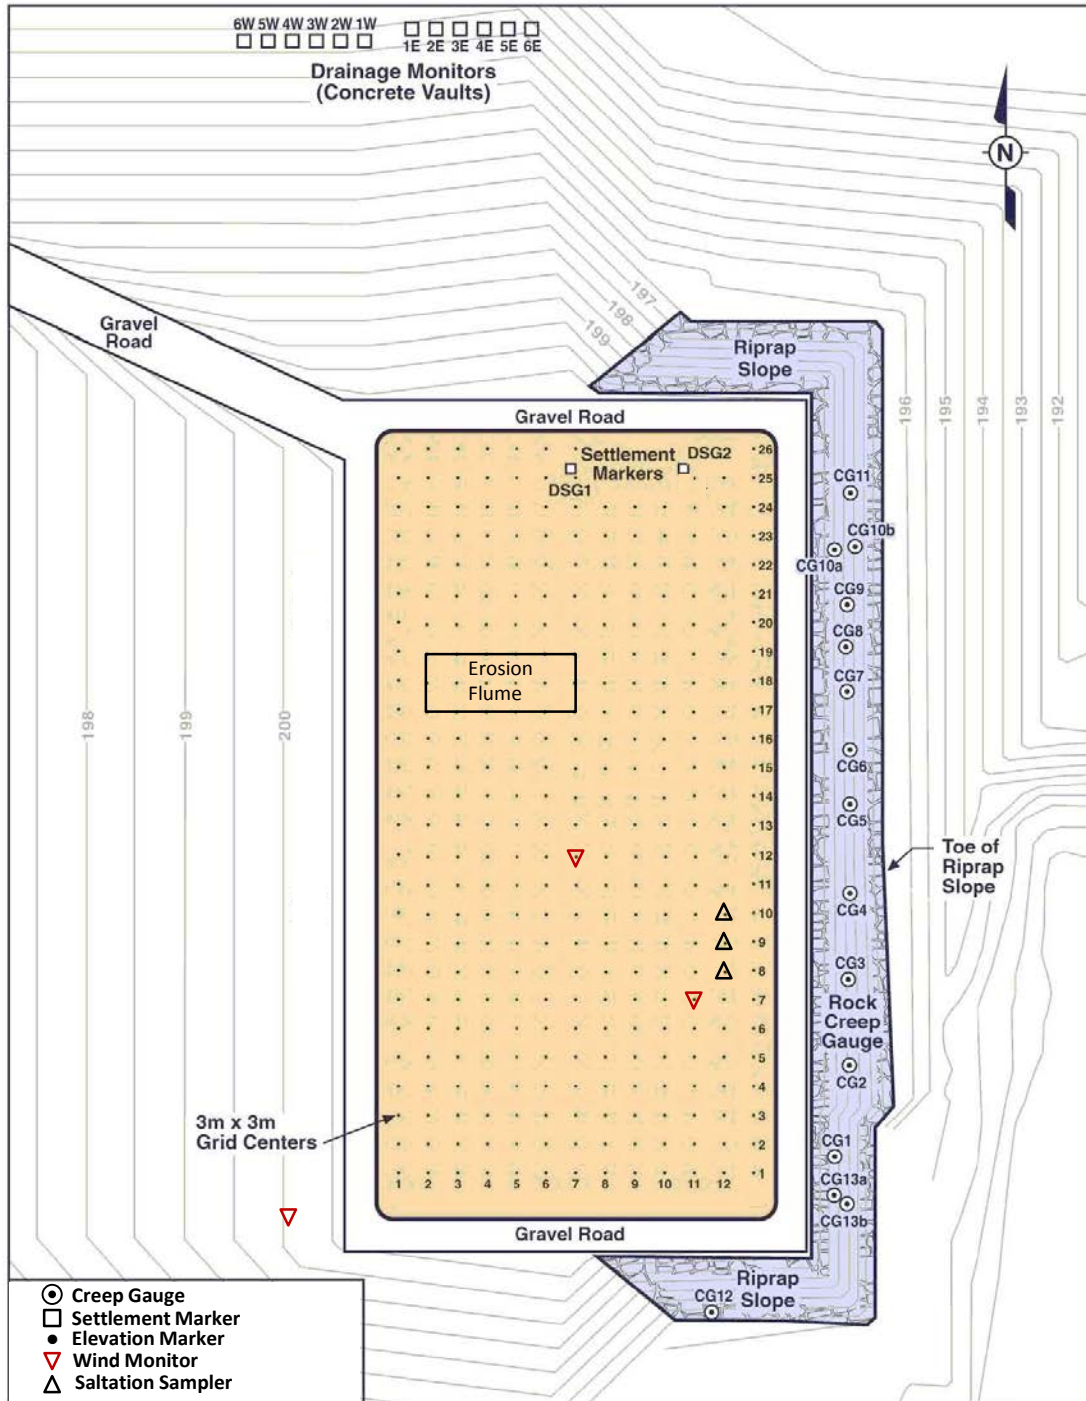 6W 5W 4W 3W 2W 1W
1E 2E 3E 4E 5E 6E
Drainage Monitors
(Concrete Vaults)
N
Gravel
Road
197
198
199
Riprap
Slope
196
195
194
193
192
Gravel Road
Settlement
Markers
DSG1
DSG2
26
25
24
23
22
21
20
19
18
17
16
15
14
13
12
11
10
9
8
7
6
5
4
3
2
1
1 2 3 4 5 6 7 8 9 10 11 12
Erosion
Flume
198
199
200
CG11
CG10b
CG10a
CG9
CG8
CG7
CG6
CG5
CG4
CG3
Rock
Creep
Gauge
CG2
CG1
CG13a
CG13b
Toe of
Riprap
Slope
3m x 3m
Grid Centers
Gravel Road
Riprap
Slope
CG12
Creep Gauge
Settlement Marker
Elevation Marker
Wind Monitor
Saltation Sampler